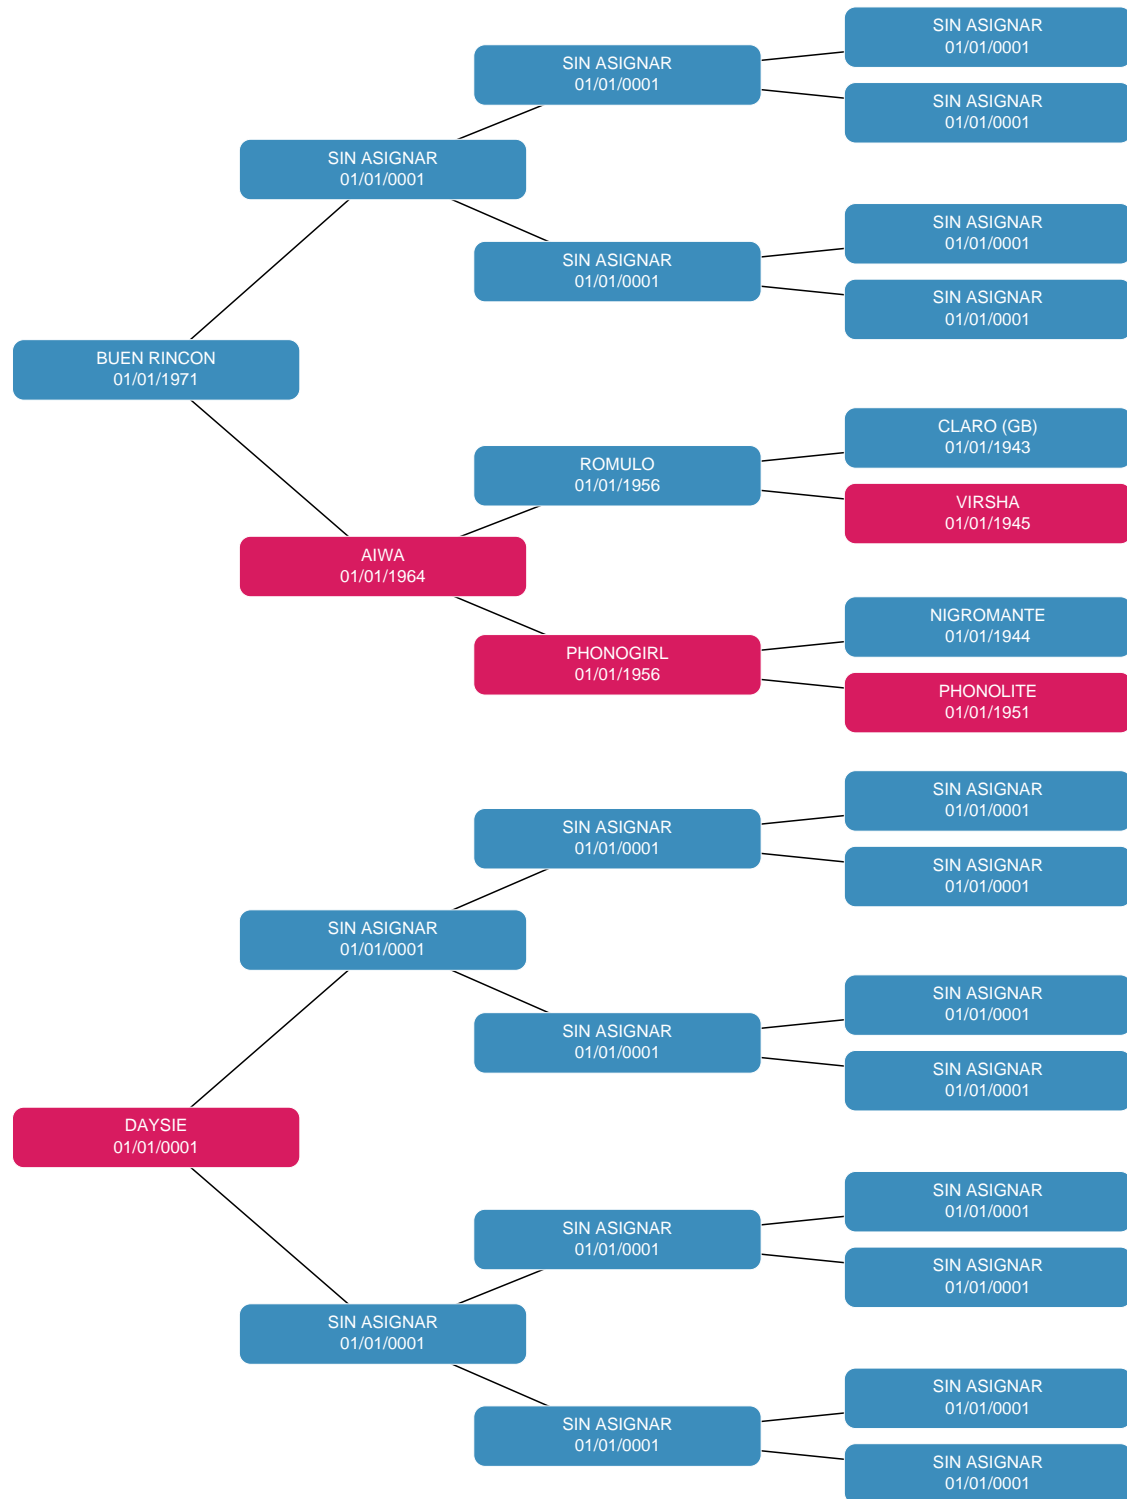 SIN ASIGNAR
01/01/0001
SIN ASIGNAR
01/01/0001
SIN ASIGNAR
01/01/0001
SIN ASIGNAR
01/01/0001
SIN ASIGNAR
01/01/0001
SIN ASIGNAR
01/01/0001
SIN ASIGNAR
01/01/0001
BUEN RINCON
01/01/1971
CLARO (GB)
01/01/1943
ROMULO
01/01/1956
VIRSHA
01/01/1945
AIWA
01/01/1964
NIGROMANTE
01/01/1944
PHONOGIRL
01/01/1956
PHONOLITE
01/01/1951
SIN ASIGNAR
01/01/0001
SIN ASIGNAR
01/01/0001
SIN ASIGNAR
01/01/0001
SIN ASIGNAR
01/01/0001
SIN ASIGNAR
01/01/0001
SIN ASIGNAR
01/01/0001
SIN ASIGNAR
01/01/0001
DAYSIE
01/01/0001
SIN ASIGNAR
01/01/0001
SIN ASIGNAR
01/01/0001
SIN ASIGNAR
01/01/0001
SIN ASIGNAR
01/01/0001
SIN ASIGNAR
01/01/0001
SIN ASIGNAR
01/01/0001
SIN ASIGNAR
01/01/0001